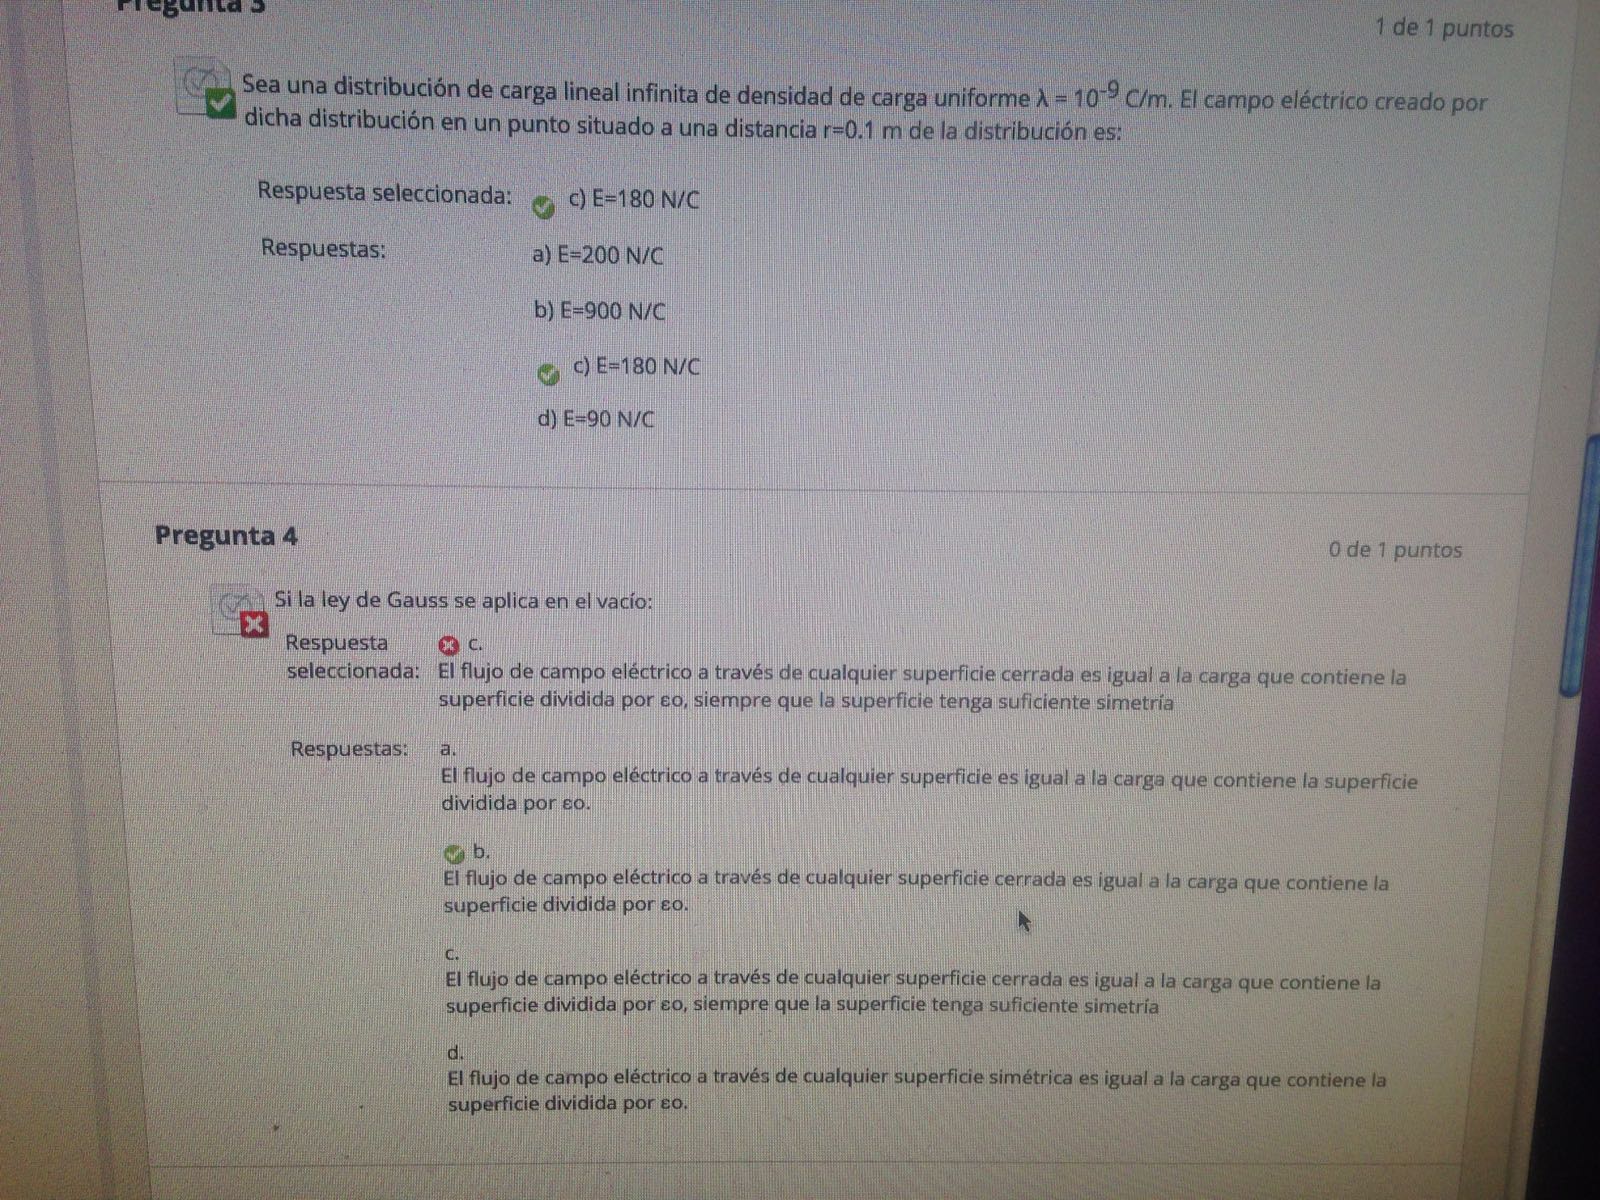 Pregunta 3
1 de 1 puntos
Sea una distribución de carga lineal infinita de densidad de carga uniforme λ = 10⁻⁹ C/m. El campo eléctrico creado por
dicha distribución en un punto situado a una distancia r=0.1 m de la distribución es:
Respuesta seleccionada: c) E=180 N/C
Respuestas: a) E=200 N/C
b) E=900 N/C
c) E=180 N/C
d) E=90 N/C
Pregunta 4
0 de 1 puntos
Si la ley de Gauss se aplica en el vacío:
Respuesta c.
seleccionada: El flujo de campo eléctrico a través de cualquier superficie cerrada es igual a la carga que contiene la
superficie dividida por εo, siempre que la superficie tenga suficiente simetría
Respuestas: a.
El flujo de campo eléctrico a través de cualquier superficie es igual a la carga que contiene la superficie
dividida por εo.
b.
El flujo de campo eléctrico a través de cualquier superficie cerrada es igual a la carga que contiene la
superficie dividida por εo.
c.
El flujo de campo eléctrico a través de cualquier superficie cerrada es igual a la carga que contiene la
superficie dividida por εo, siempre que la superficie tenga suficiente simetría
d.
El flujo de campo eléctrico a través de cualquier superficie simétrica es igual a la carga que contiene la
superficie dividida por εo.